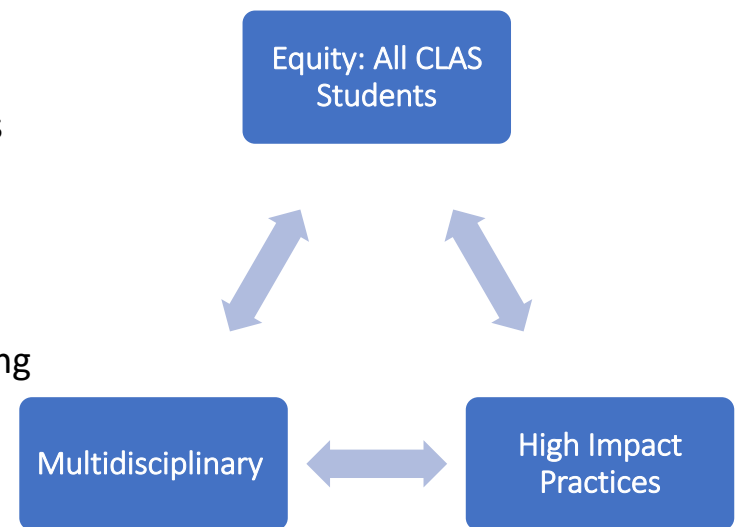 Equity: All CLAS
Students
Multidisciplinary
High Impact
Practices